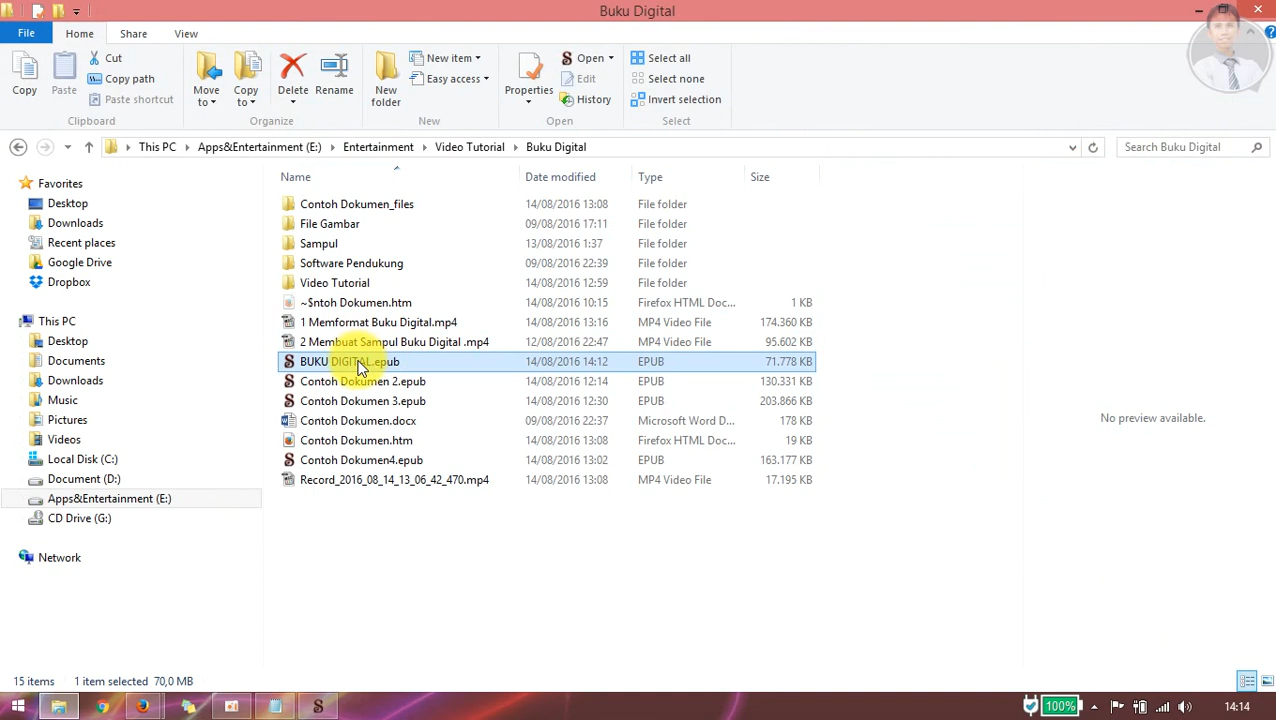 Buku Digital
File Home Share View
Copy Paste Cut Copy path Paste shortcut Move to Copy to Delete Rename New folder New item Easy access Properties Open Edit History Select all Select none Invert selection
Clipboard Organize New Open Select
This PC Apps&Entertainment (E:) Entertainment Video Tutorial Buku Digital Search Buku Digital
Name Date modified Type Size
Favorites
Desktop
Downloads
Recent places
Google Drive
Dropbox
This PC
Desktop
Documents
Downloads
Music
Pictures
Videos
Local Disk (C:)
Document (D:)
Apps&Entertainment (E:)
CD Drive (G:)
Network
Contoh Dokumen_files 14/08/2016 13:08 File folder
File Gambar 09/08/2016 17:11 File folder
Sampul 13/08/2016 1:37 File folder
Software Pendukung 09/08/2016 22:39 File folder
Video Tutorial 14/08/2016 12:59 File folder
~$ntoh Dokumen.htm 14/08/2016 10:15 Firefox HTML Doc... 1 KB
1 Memformat Buku Digital.mp4 14/08/2016 13:16 MP4 Video File 174.360 KB
2 Membuat Sampul Buku Digital .mp4 12/08/2016 22:47 MP4 Video File 95.602 KB
BUKU DIGITAL.epub 14/08/2016 14:12 EPUB 71.778 KB
Contoh Dokumen 2.epub 14/08/2016 12:14 EPUB 130.331 KB
Contoh Dokumen 3.epub 14/08/2016 12:30 EPUB 203.866 KB
Contoh Dokumen.docx 09/08/2016 22:37 Microsoft Word D... 178 KB
Contoh Dokumen.htm 14/08/2016 13:08 Firefox HTML Doc... 19 KB
Contoh Dokumen4.epub 14/08/2016 13:02 EPUB 163.177 KB
Record_2016_08_14_13_06_42_470.mp4 14/08/2016 13:08 MP4 Video File 17.195 KB
No preview available.
15 items 1 item selected 70,0 MB
100% 14:14